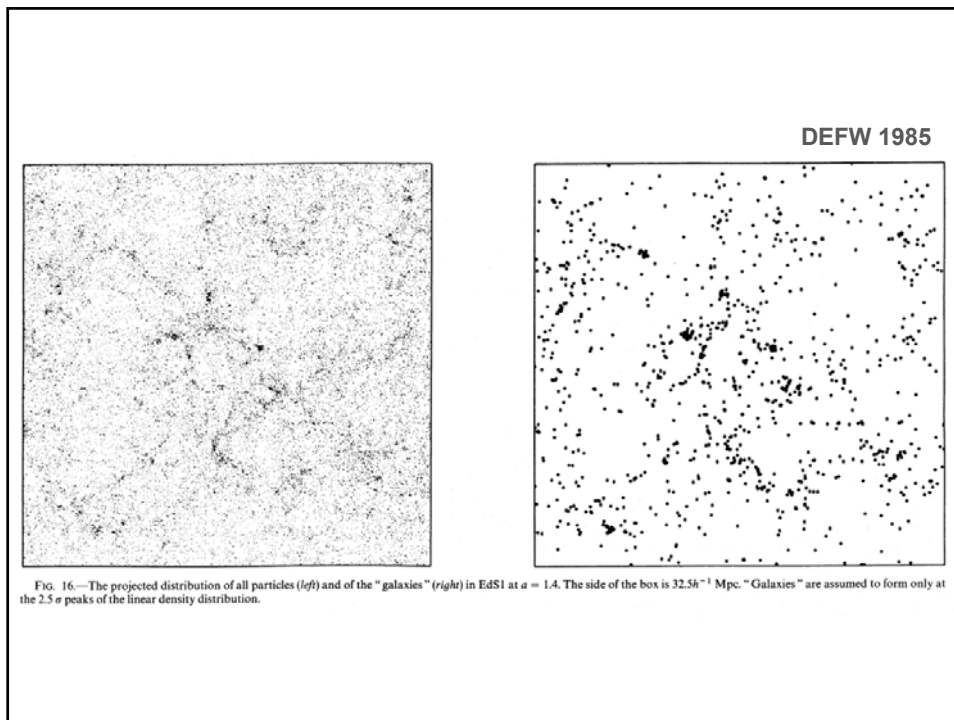 DEFW 1985
FIG. 16.—The projected distribution of all particles (left) and of the "galaxies" (right) in EdS1 at a = 1.4. The side of the box is 32.5h⁻¹ Mpc. "Galaxies" are assumed to form only at
the 2.5 σ peaks of the linear density distribution.